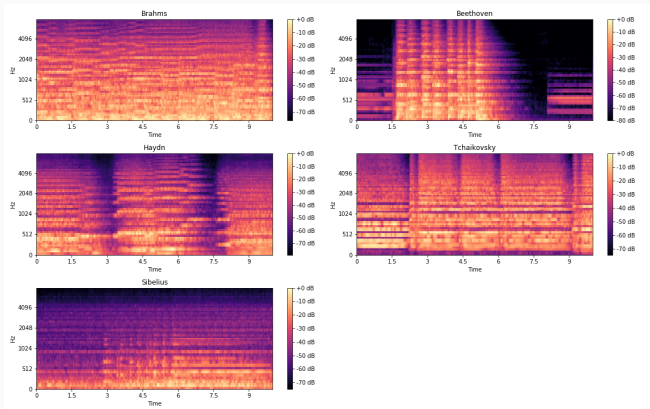 Brahms
+0 dB
-10 dB
-20 dB
-30 dB
-40 dB
-50 dB
-60 dB
-70 dB
4096
2048
1024
512
0
Hz
0 1.5 3 4.5 6 7.5 9
Time
Beethoven
+0 dB
-10 dB
-20 dB
-30 dB
-40 dB
-50 dB
-60 dB
-70 dB
-80 dB
4096
2048
1024
512
0
Hz
0 1.5 3 4.5 6 7.5 9
Time
Haydn
+0 dB
-10 dB
-20 dB
-30 dB
-40 dB
-50 dB
-60 dB
-70 dB
4096
2048
1024
512
0
Hz
0 1.5 3 4.5 6 7.5 9
Time
Tchaikovsky
+0 dB
-10 dB
-20 dB
-30 dB
-40 dB
-50 dB
-60 dB
-70 dB
4096
2048
1024
512
0
Hz
0 1.5 3 4.5 6 7.5 9
Time
Sibelius
+0 dB
-10 dB
-20 dB
-30 dB
-40 dB
-50 dB
-60 dB
-70 dB
4096
2048
1024
512
0
Hz
0 1.5 3 4.5 6 7.5 9
Time